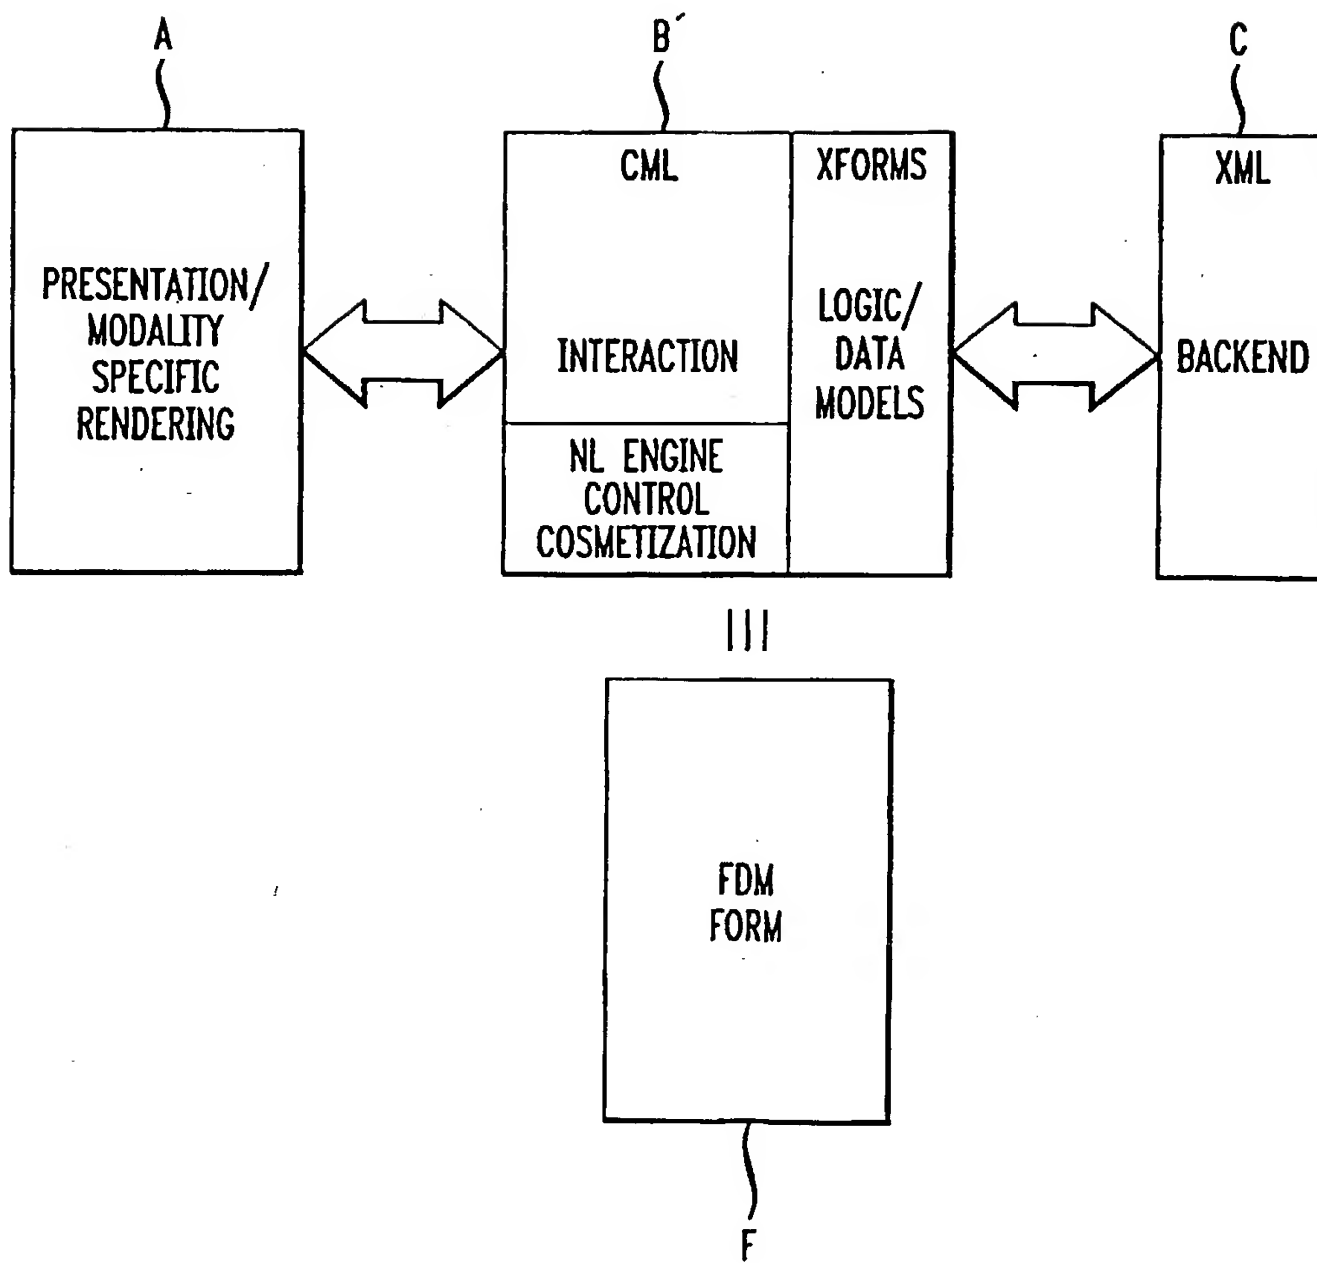 A
B´
C
PRESENTATION/
MODALITY
SPECIFIC
RENDERING
CML
INTERACTION
NL ENGINE
CONTROL
COSMETIZATION
XFORMS
LOGIC/
DATA
MODELS
XML
BACKEND
FDM
FORM
F